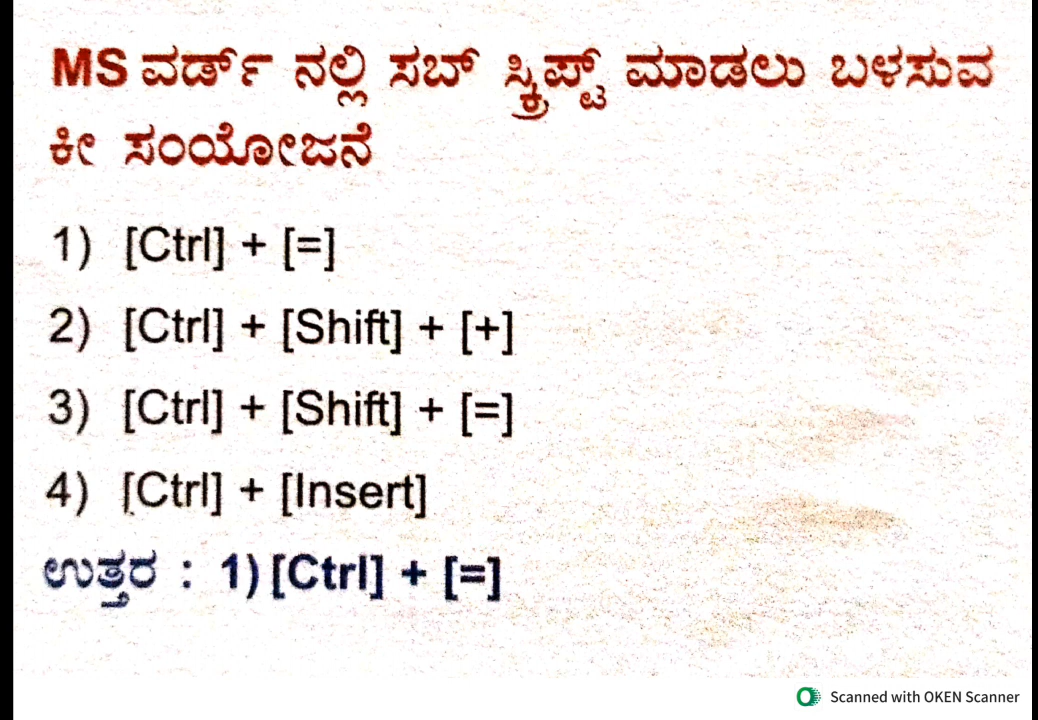 MS ವರ್ಡ್ ನಲ್ಲಿ ಸಬ್ ಸ್ಕ್ರಿಪ್ಟ್ ಮಾಡಲು ಬಳಸುವ
ಕೀ ಸಂಯೋಜನೆ
1) [Ctrl] + [=]
2) [Ctrl] + [Shift] + [+]
3) [Ctrl] + [Shift] + [=]
4) [Ctrl] + [Insert]
ಉತ್ತರ : 1) [Ctrl] + [=]
Scanned with OKEN Scanner